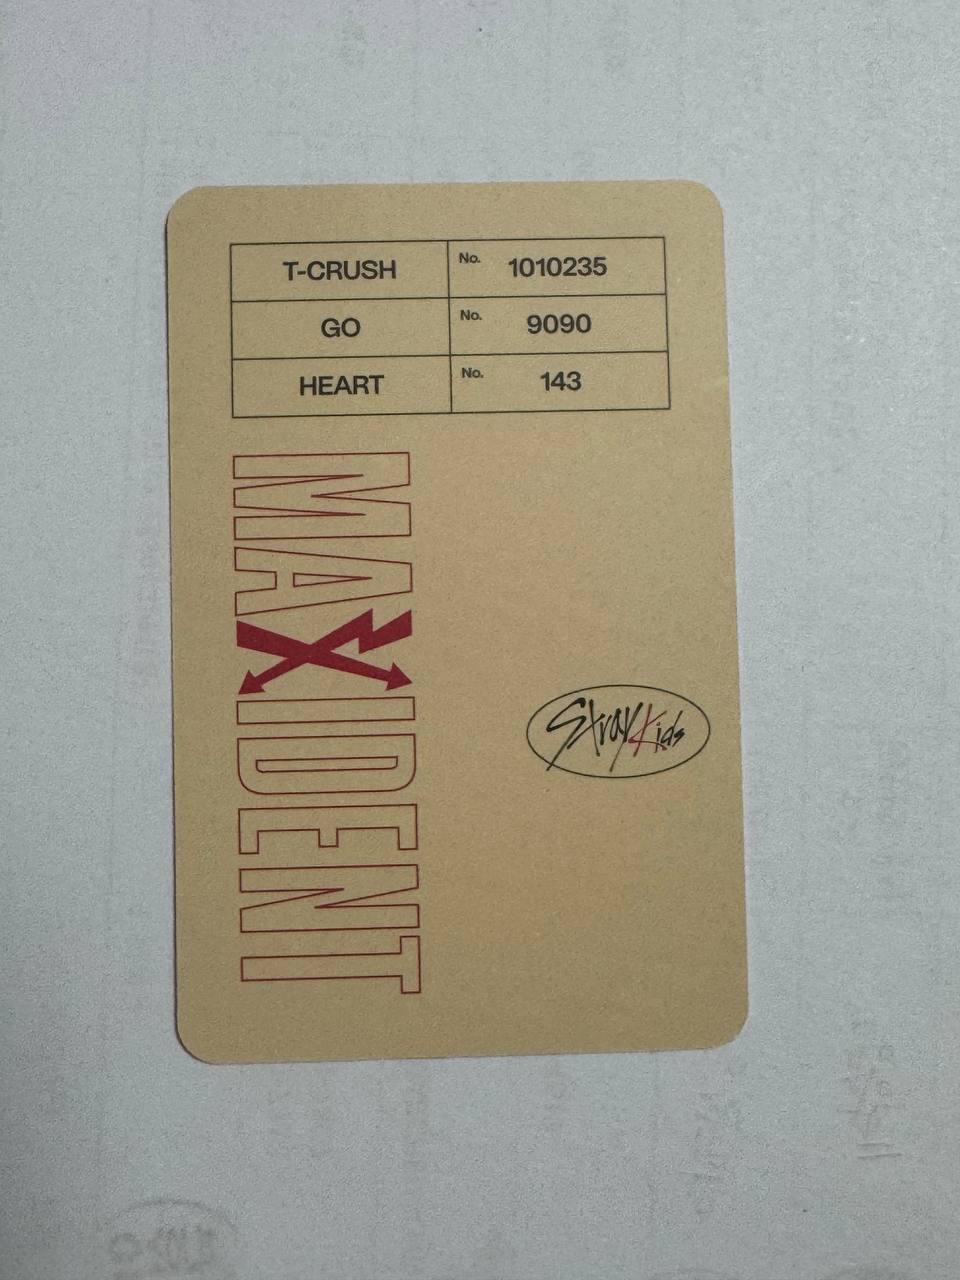 T-CRUSH No. 1010235
GO No. 9090
HEART No. 143
MAXIDENT
Stray Kids